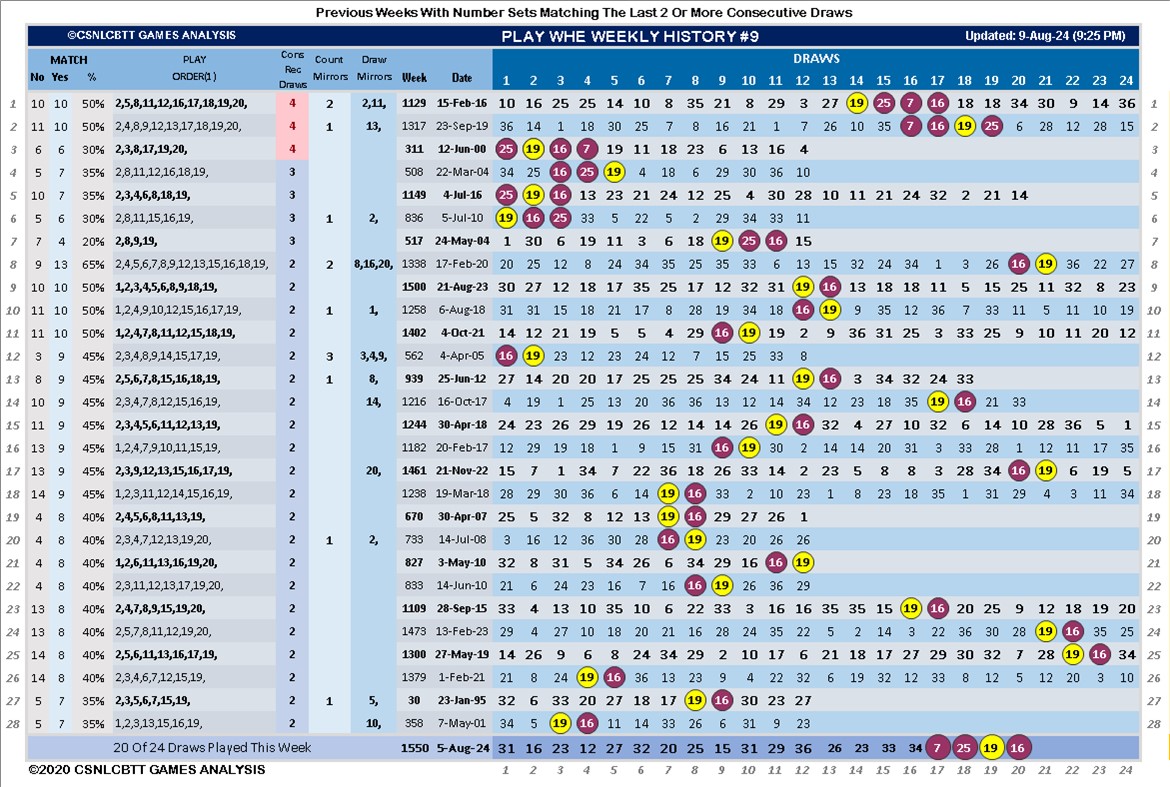 Previous Weeks With Number Sets Matching The Last 2 Or More Consecutive Draws
©CSNLCBTT GAMES ANALYSIS PLAY WHE WEEKLY HISTORY #9 Updated: 9-Aug-24 (9:25 PM)
MATCH PLAY Cons Count Draw DRAWS
No Yes % ORDER(1) Rec Draws Mirrors Mirrors Week Date 1 2 3 4 5 6 7 8 9 10 11 12 13 14 15 16 17 18 19 20 21 22 23 24
1 10 10 50% 2,5,8,11,12,16,17,18,19,20, 4 2 2,11, 1129 15-Feb-16 10 16 25 25 14 10 8 35 21 8 29 3 27 14 15 7 16 18 18 34 30 9 14 36 1
2 11 10 50% 2,4,8,9,12,13,17,18,19,20, 4 1 13, 1317 23-Sep-19 36 14 1 18 30 25 7 8 16 21 1 7 26 10 35 7 16 19 25 6 28 12 28 15 2
3 6 6 30% 2,3,8,17,19,20, 4 311 12-Jun-00 25 19 16 7 19 11 18 23 6 13 16 4 3
4 5 7 35% 2,8,11,12,16,18,19, 3 508 22-Mar-04 34 25 16 25 19 4 18 6 29 30 36 10 4
5 10 7 35% 2,3,4,6,8,18,19, 3 1149 4-Jul-16 25 19 16 13 23 21 24 12 25 4 30 28 10 11 21 24 32 2 21 14 5
6 5 6 30% 2,8,11,15,16,19, 3 1 2, 836 5-Jul-10 19 16 25 33 5 22 5 2 29 34 33 11 6
7 7 4 20% 2,8,9,19, 3 517 24-May-04 1 30 6 19 11 3 6 18 19 25 16 15 7
8 9 13 65% 2,4,5,6,7,8,9,12,13,15,16,18,19, 2 2 8,16,20, 1338 17-Feb-20 20 25 12 8 24 34 35 25 35 33 6 13 15 32 24 34 1 3 26 16 19 36 22 27 8
9 10 10 50% 1,2,3,4,5,6,8,9,18,19, 2 1500 21-Aug-23 30 27 12 18 17 35 25 17 12 32 31 19 16 13 18 18 11 5 15 25 11 32 8 23 9
10 11 10 50% 1,2,4,9,10,12,15,16,17,19, 2 1 1, 1258 6-Aug-18 31 31 15 18 21 17 8 28 19 34 18 16 19 9 35 12 36 7 33 11 5 11 10 19 10
11 11 10 50% 1,2,4,7,8,11,12,15,18,19, 2 1402 4-Oct-21 14 12 21 19 5 5 4 29 16 19 19 2 9 36 31 25 3 33 25 9 10 11 20 12 11
12 3 9 45% 2,3,4,8,9,14,15,17,19, 2 3 3,4,9, 562 4-Apr-05 16 19 23 12 23 24 12 7 15 25 33 8 12
13 8 9 45% 2,5,6,7,8,15,16,18,19, 2 1 8, 939 25-Jun-12 27 14 20 20 17 25 25 25 34 24 11 19 16 3 34 32 24 33 13
14 10 9 45% 2,3,4,7,8,12,15,16,19, 2 14, 1216 16-Oct-17 4 19 1 25 13 20 36 36 13 12 14 34 12 23 18 35 19 16 21 33 14
15 11 9 45% 2,3,4,5,6,11,12,13,19, 2 1244 30-Apr-18 24 23 26 29 19 26 12 14 14 26 19 16 32 4 27 10 32 6 14 10 28 36 5 1 15
16 13 9 45% 1,2,4,7,9,10,11,15,19, 2 1182 20-Feb-17 12 29 19 18 1 9 15 31 16 19 30 2 14 14 20 31 3 33 28 1 12 11 17 35 16
17 13 9 45% 2,3,9,12,13,15,16,17,19, 2 20, 1461 21-Nov-22 15 7 1 34 7 22 36 18 26 33 14 2 23 5 8 8 3 28 34 16 19 6 19 5 17
18 14 9 45% 1,2,3,11,12,14,15,16,19, 2 1238 19-Mar-18 28 29 30 36 6 14 19 16 33 2 10 23 1 8 23 18 35 1 31 29 4 3 11 34 18
19 4 8 40% 2,4,5,6,8,11,13,19, 2 670 30-Apr-07 25 5 32 8 12 13 19 16 29 27 26 1 19
20 4 8 40% 2,3,4,7,12,13,19,20, 2 1 2, 733 14-Jul-08 3 16 12 36 30 28 16 19 23 20 26 26 20
21 4 8 40% 1,2,6,11,13,16,19,20, 2 827 3-May-10 32 8 31 5 34 6 34 29 16 16 19 21
22 4 8 40% 2,3,11,12,13,17,19,20, 2 833 14-Jun-10 21 6 24 23 16 7 16 16 19 26 36 29 22
23 13 8 40% 2,4,7,8,9,15,19,20, 2 1109 28-Sep-15 33 4 13 10 35 10 6 22 33 3 16 16 35 35 15 19 16 20 25 9 12 18 19 20 23
24 13 8 40% 2,5,7,8,11,12,19,20, 2 1473 13-Feb-23 29 4 27 10 18 20 21 16 28 24 35 22 5 2 14 3 22 36 30 28 19 16 35 25 24
25 14 8 40% 2,5,6,11,13,16,17,19, 2 1300 27-May-19 14 26 9 6 8 24 34 29 2 10 17 6 21 18 17 27 29 30 32 7 28 19 16 34 25
26 14 8 40% 2,3,4,6,7,12,15,19, 2 1379 1-Feb-21 21 8 24 19 16 36 13 23 9 4 22 32 6 19 32 12 33 8 12 5 12 20 3 10 26
27 5 7 35% 2,3,5,6,7,15,19, 2 1 5, 30 23-Jan-95 32 6 33 20 27 18 17 19 16 30 23 27 27
28 5 7 35% 1,2,3,13,15,16,19, 2 10, 358 7-May-01 34 5 19 16 11 14 33 26 6 31 9 23 28
20 Of 24 Draws Played This Week 1550 5-Aug-24 31 16 23 12 27 32 20 25 15 31 29 36 26 23 33 34 7 25 19 16
©2020 CSNLCBTT GAMES ANALYSIS 1 2 3 4 5 6 7 8 9 10 11 12 13 14 15 16 17 18 19 20 21 22 23 24